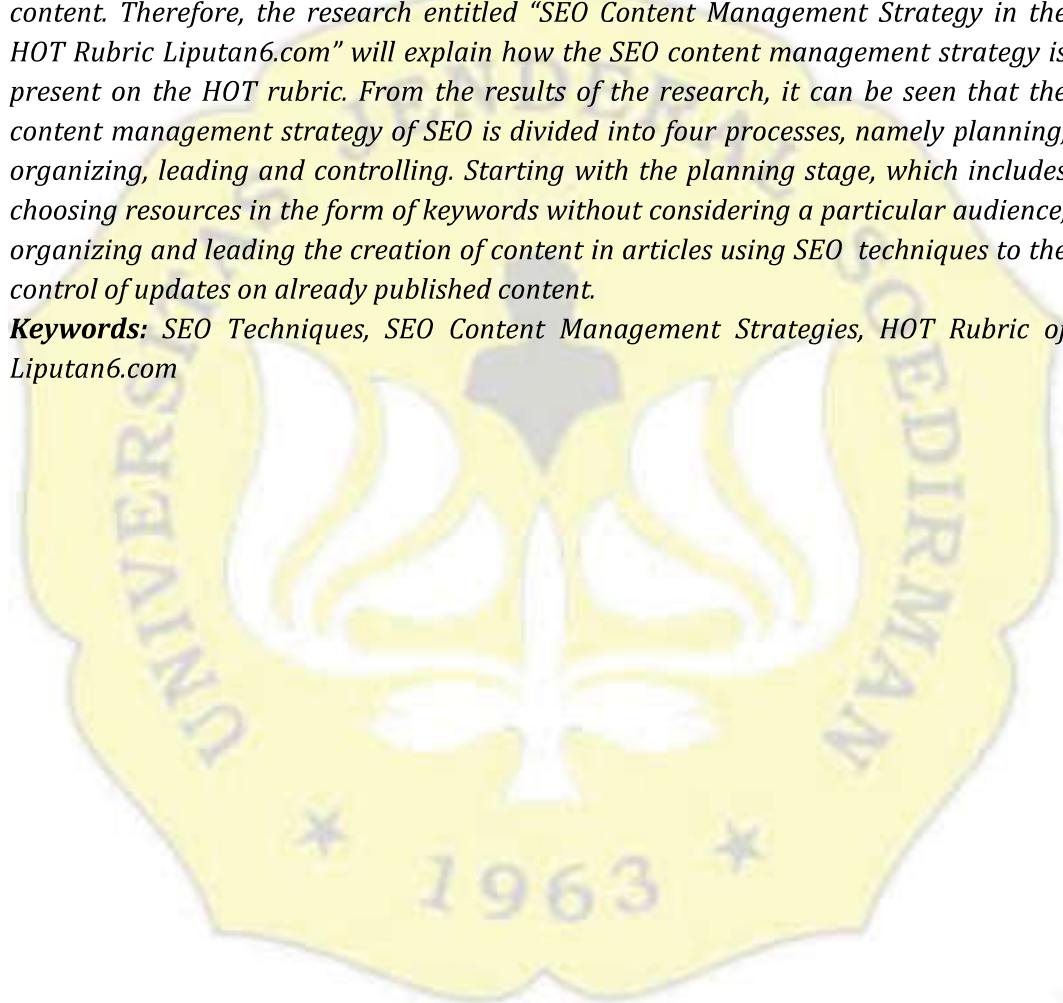 content. Therefore, the research entitled “SEO Content Management Strategy in the
HOT Rubric Liputan6.com” will explain how the SEO content management strategy is
present on the HOT rubric. From the results of the research, it can be seen that the
content management strategy of SEO is divided into four processes, namely planning,
organizing, leading and controlling. Starting with the planning stage, which includes
choosing resources in the form of keywords without considering a particular audience,
organizing and leading the creation of content in articles using SEO techniques to the
control of updates on already published content.
Keywords: SEO Techniques, SEO Content Management Strategies, HOT Rubric of
Liputan6.com
UNIVERSITAS JENDERAL SOEDIRMAN
1963